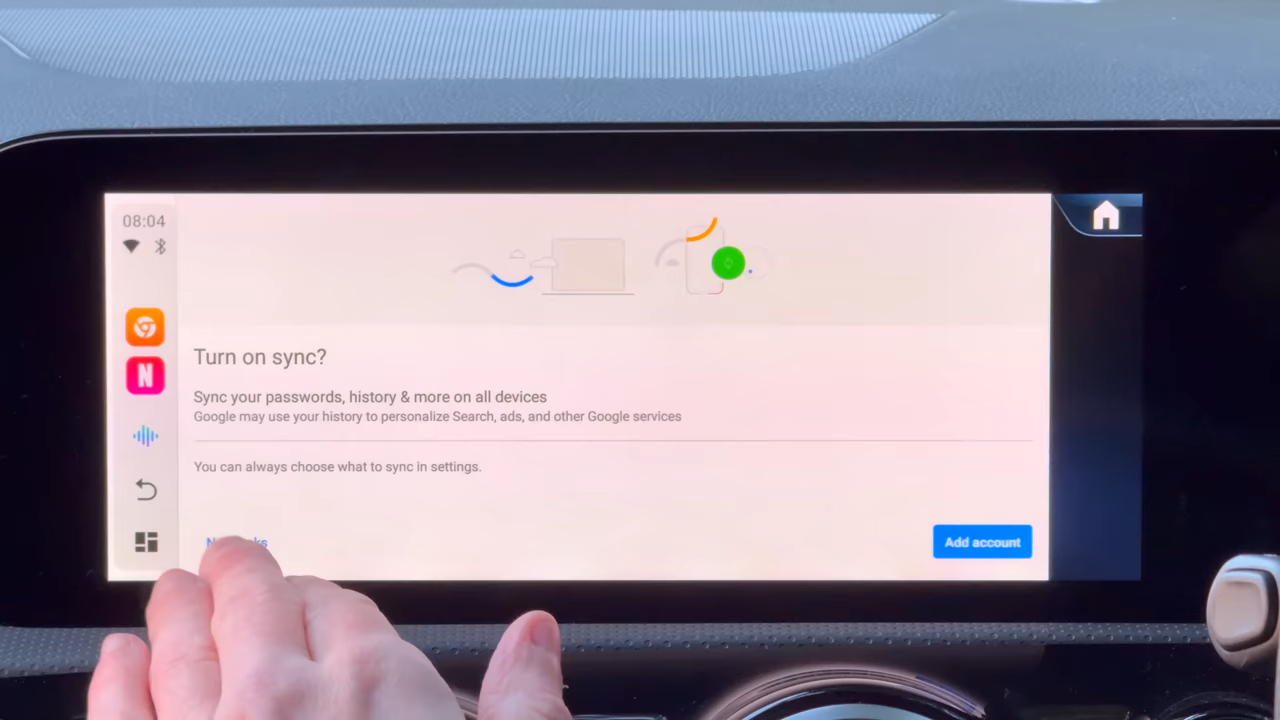 08:04
N
Turn on sync?
Sync your passwords, history & more on all devices
Google may use your history to personalize Search, ads, and other Google services
You can always choose what to sync in settings.
Add account